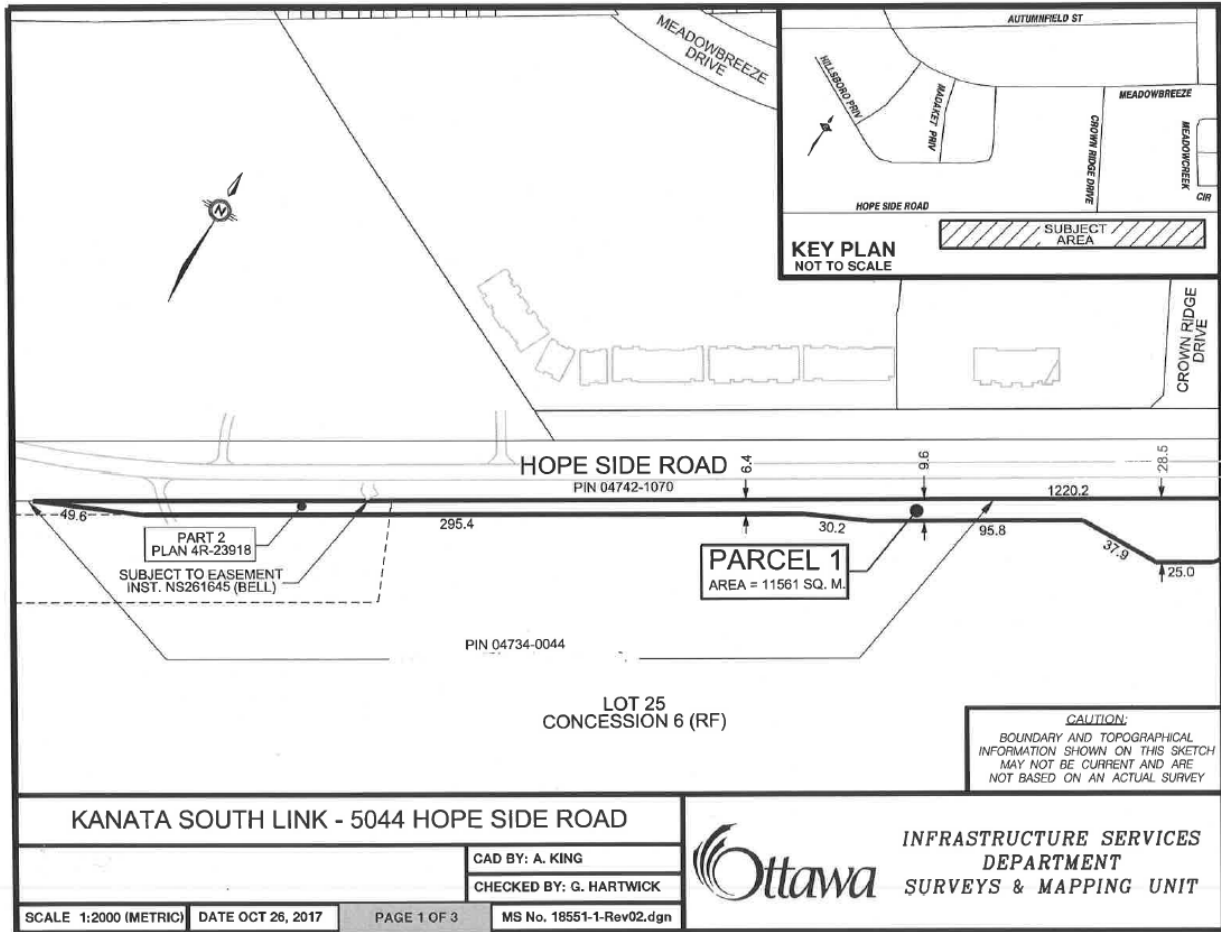 MEADOWBREEZE
DRIVE
AUTUMNFIELD ST
HILLSBORO PRIV
MADAKET PRIV
MEADOWBREEZE
CROWN RIDGE DRIVE
MEADOWCREEK
CIR
HOPE SIDE ROAD
SUBJECT
AREA
KEY PLAN
NOT TO SCALE
N
CROWN RIDGE
DRIVE
HOPE SIDE ROAD
PIN 04742-1070
6.4
9.6
28.5
1220.2
49.6
295.4
30.2
95.8
37.9
25.0
PART 2
PLAN 4R-23918
SUBJECT TO EASEMENT
INST. NS261645 (BELL)
PARCEL 1
AREA = 11561 SQ. M.
PIN 04734-0044
LOT 25
CONCESSION 6 (RF)
CAUTION:
BOUNDARY AND TOPOGRAPHICAL
INFORMATION SHOWN ON THIS SKETCH
MAY NOT BE CURRENT AND ARE
NOT BASED ON AN ACTUAL SURVEY
KANATA SOUTH LINK - 5044 HOPE SIDE ROAD
CAD BY: A. KING
CHECKED BY: G. HARTWICK
SCALE 1:2000 (METRIC)
DATE OCT 26, 2017
PAGE 1 OF 3
MS No. 18551-1-Rev02.dgn
Ottawa
INFRASTRUCTURE SERVICES
DEPARTMENT
SURVEYS & MAPPING UNIT